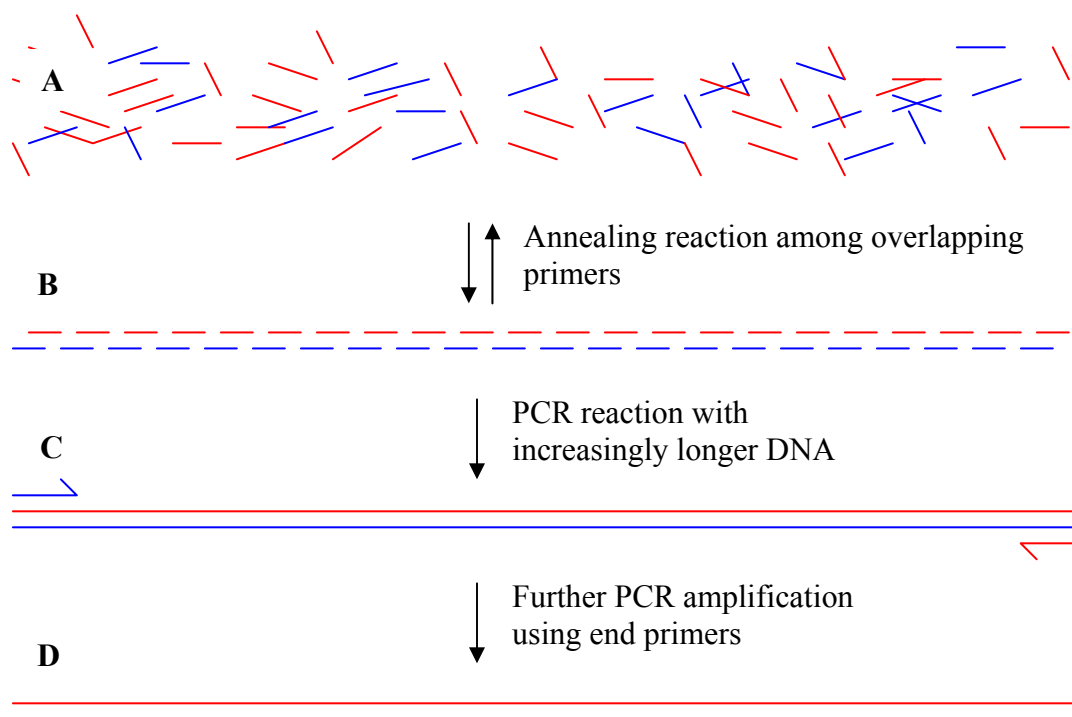 A
Annealing reaction among overlapping
primers
B
PCR reaction with
increasingly longer DNA
C
Further PCR amplification
using end primers
D